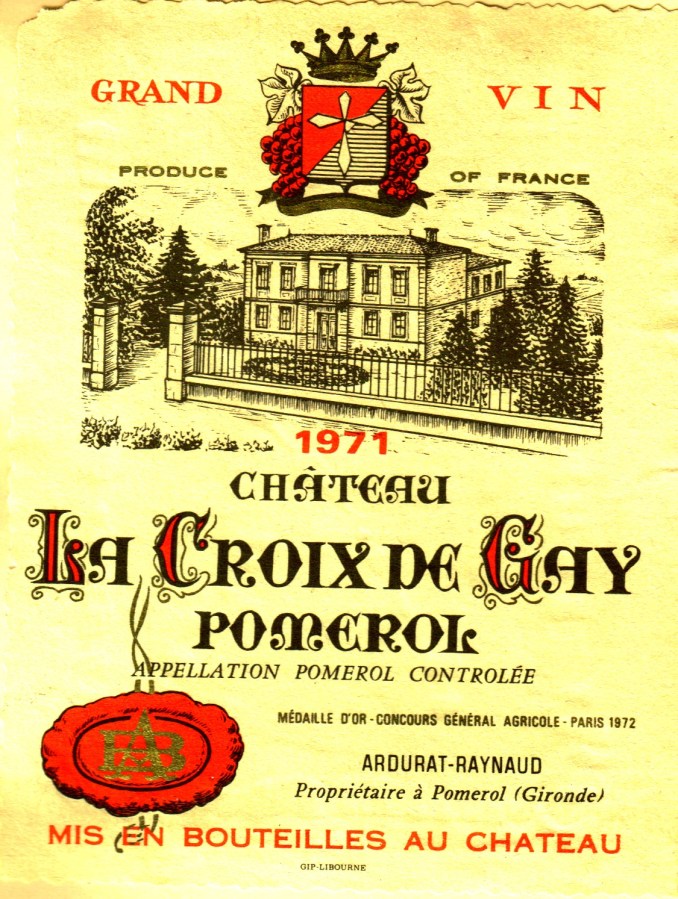 GRAND VIN
PRODUCE OF FRANCE
1971
CHÂTEAU
LA CROIX DE GAY
POMEROL
APPELLATION POMEROL CONTROLÉE
MÉDAILLE D'OR - CONCOURS GÉNÉRAL AGRICOLE - PARIS 1972
ARDURAT-RAYNAUD
Propriétaire à Pomerol (Gironde)
MIS EN BOUTEILLES AU CHATEAU
GIP-LIBOURNE